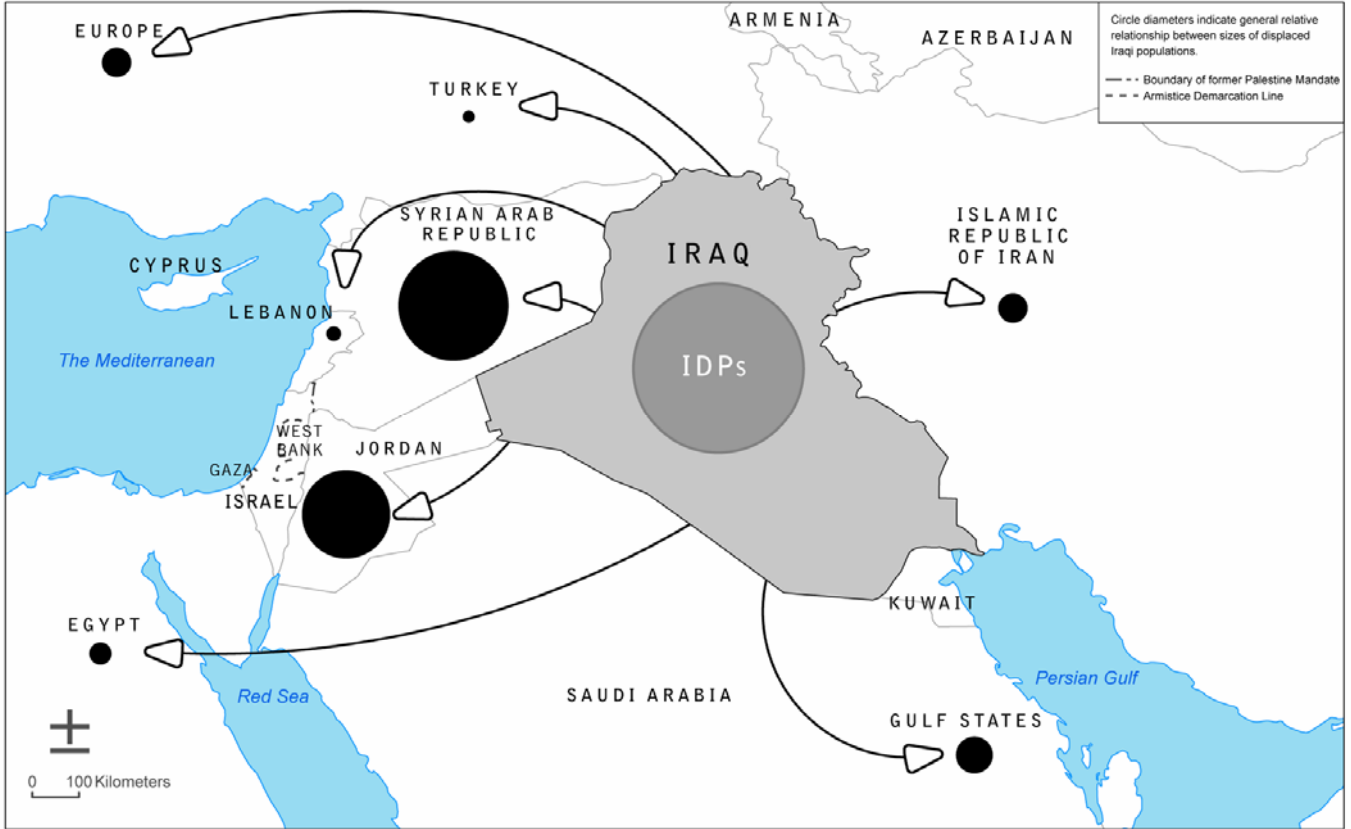 EUROPE
TURKEY
ARMENIA
AZERBAIJAN
Circle diameters indicate general relative
relationship between sizes of displaced
Iraqi populations.
Boundary of former Palestine Mandate
Armistice Demarcation Line
SYRIAN ARAB
REPUBLIC
IRAQ
ISLAMIC
REPUBLIC
OF IRAN
CYPRUS
LEBANON
The Mediterranean
IDPs
WEST
BANK
JORDAN
GAZA
ISRAEL
KUWAIT
EGYPT
Red Sea
SAUDI ARABIA
Persian Gulf
GULF STATES
0 100 Kilometers